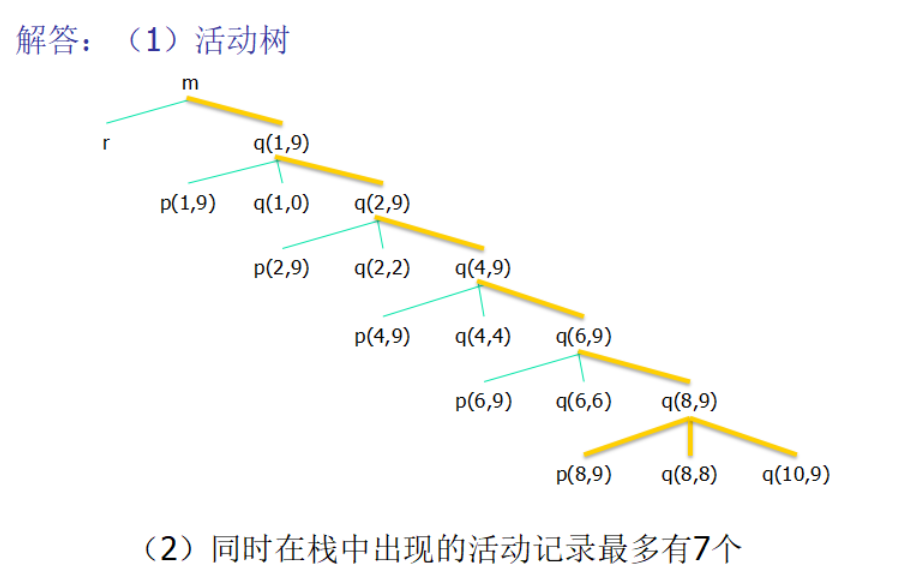 解答：（1）活动树
m
r q(1,9)
p(1,9) q(1,0) q(2,9)
p(2,9) q(2,2) q(4,9)
p(4,9) q(4,4) q(6,9)
p(6,9) q(6,6) q(8,9)
p(8,9) q(8,8) q(10,9)
（2）同时在栈中出现的活动记录最多有7个